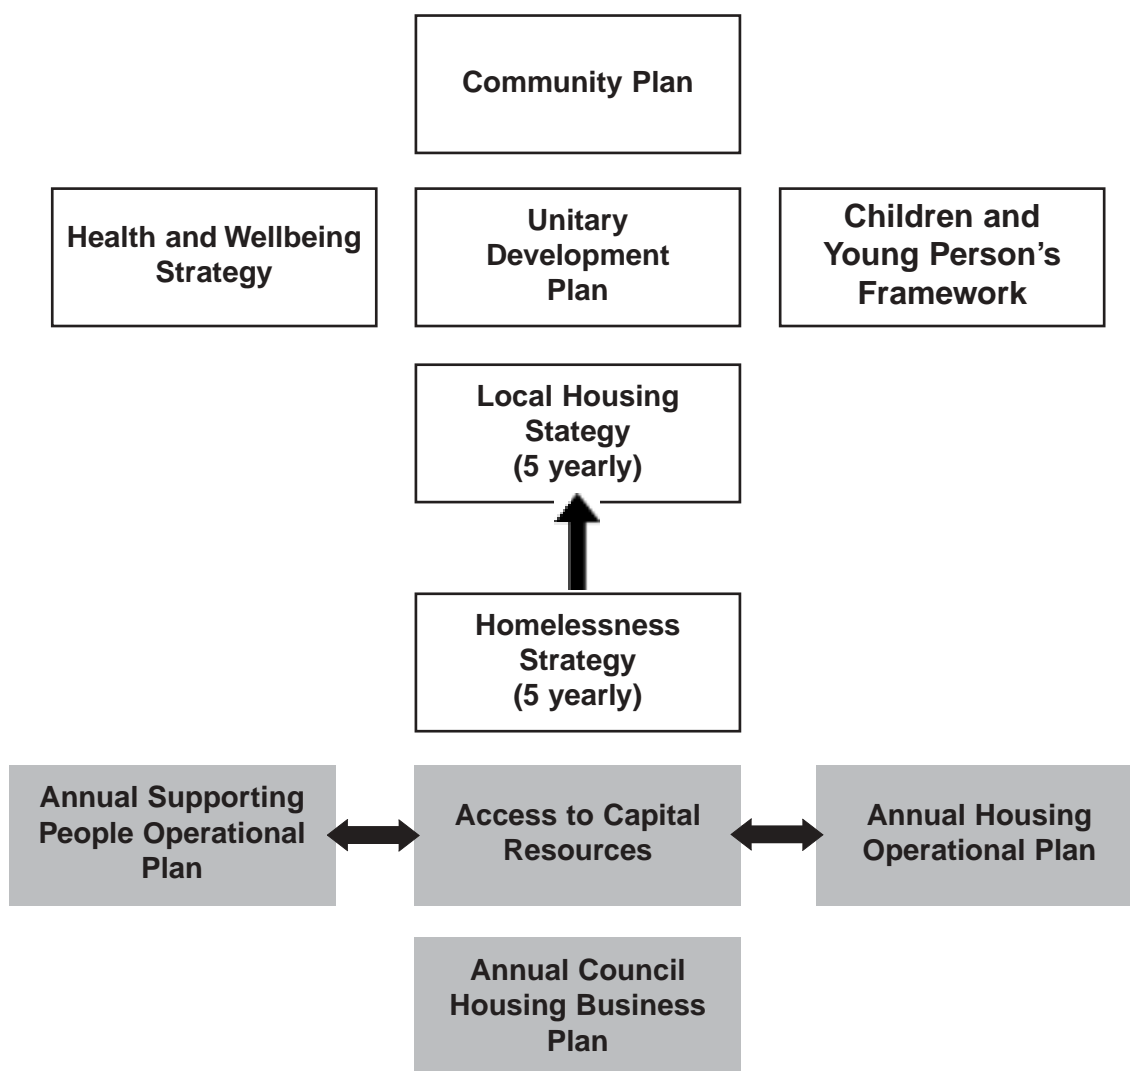 Community Plan
Health and Wellbeing
Strategy
Unitary
Development
Plan
Children and
Young Person’s
Framework
Local Housing
Stategy
(5 yearly)
Homelessness
Strategy
(5 yearly)
Annual Supporting
People Operational
Plan
Access to Capital
Resources
Annual Housing
Operational Plan
Annual Council
Housing Business
Plan